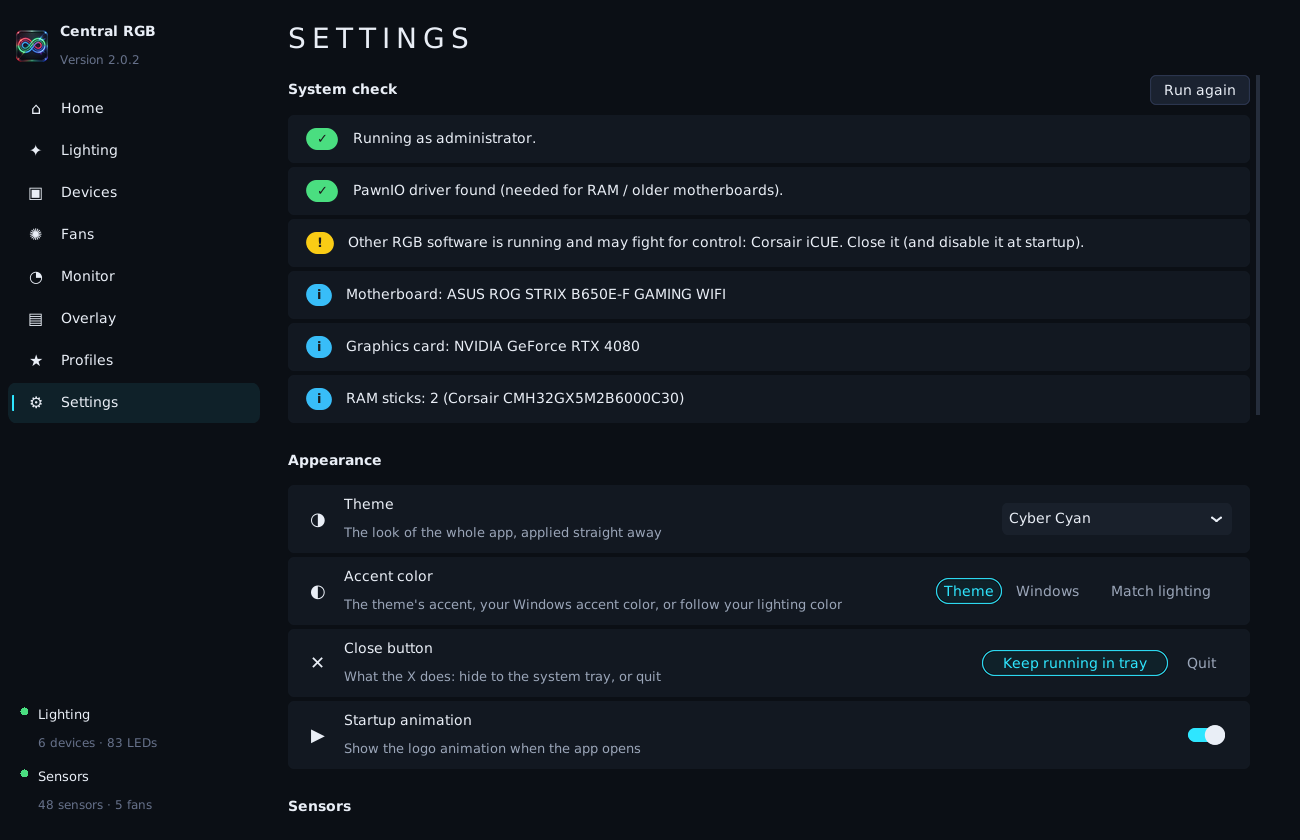 Central RGB
Version 2.0.2
Home
Lighting
Devices
Fans
Monitor
Overlay
Profiles
Settings
Lighting
6 devices · 83 LEDs
Sensors
48 sensors · 5 fans
SETTINGS
System check
Run again
✓ Running as administrator.
✓ PawnIO driver found (needed for RAM / older motherboards).
! Other RGB software is running and may fight for control: Corsair iCUE. Close it (and disable it at startup).
i Motherboard: ASUS ROG STRIX B650E-F GAMING WIFI
i Graphics card: NVIDIA GeForce RTX 4080
i RAM sticks: 2 (Corsair CMH32GX5M2B6000C30)
Appearance
Theme
The look of the whole app, applied straight away
Cyber Cyan
Accent color
The theme's accent, your Windows accent color, or follow your lighting color
Theme Windows Match lighting
Close button
What the X does: hide to the system tray, or quit
Keep running in tray Quit
Startup animation
Show the logo animation when the app opens
Sensors